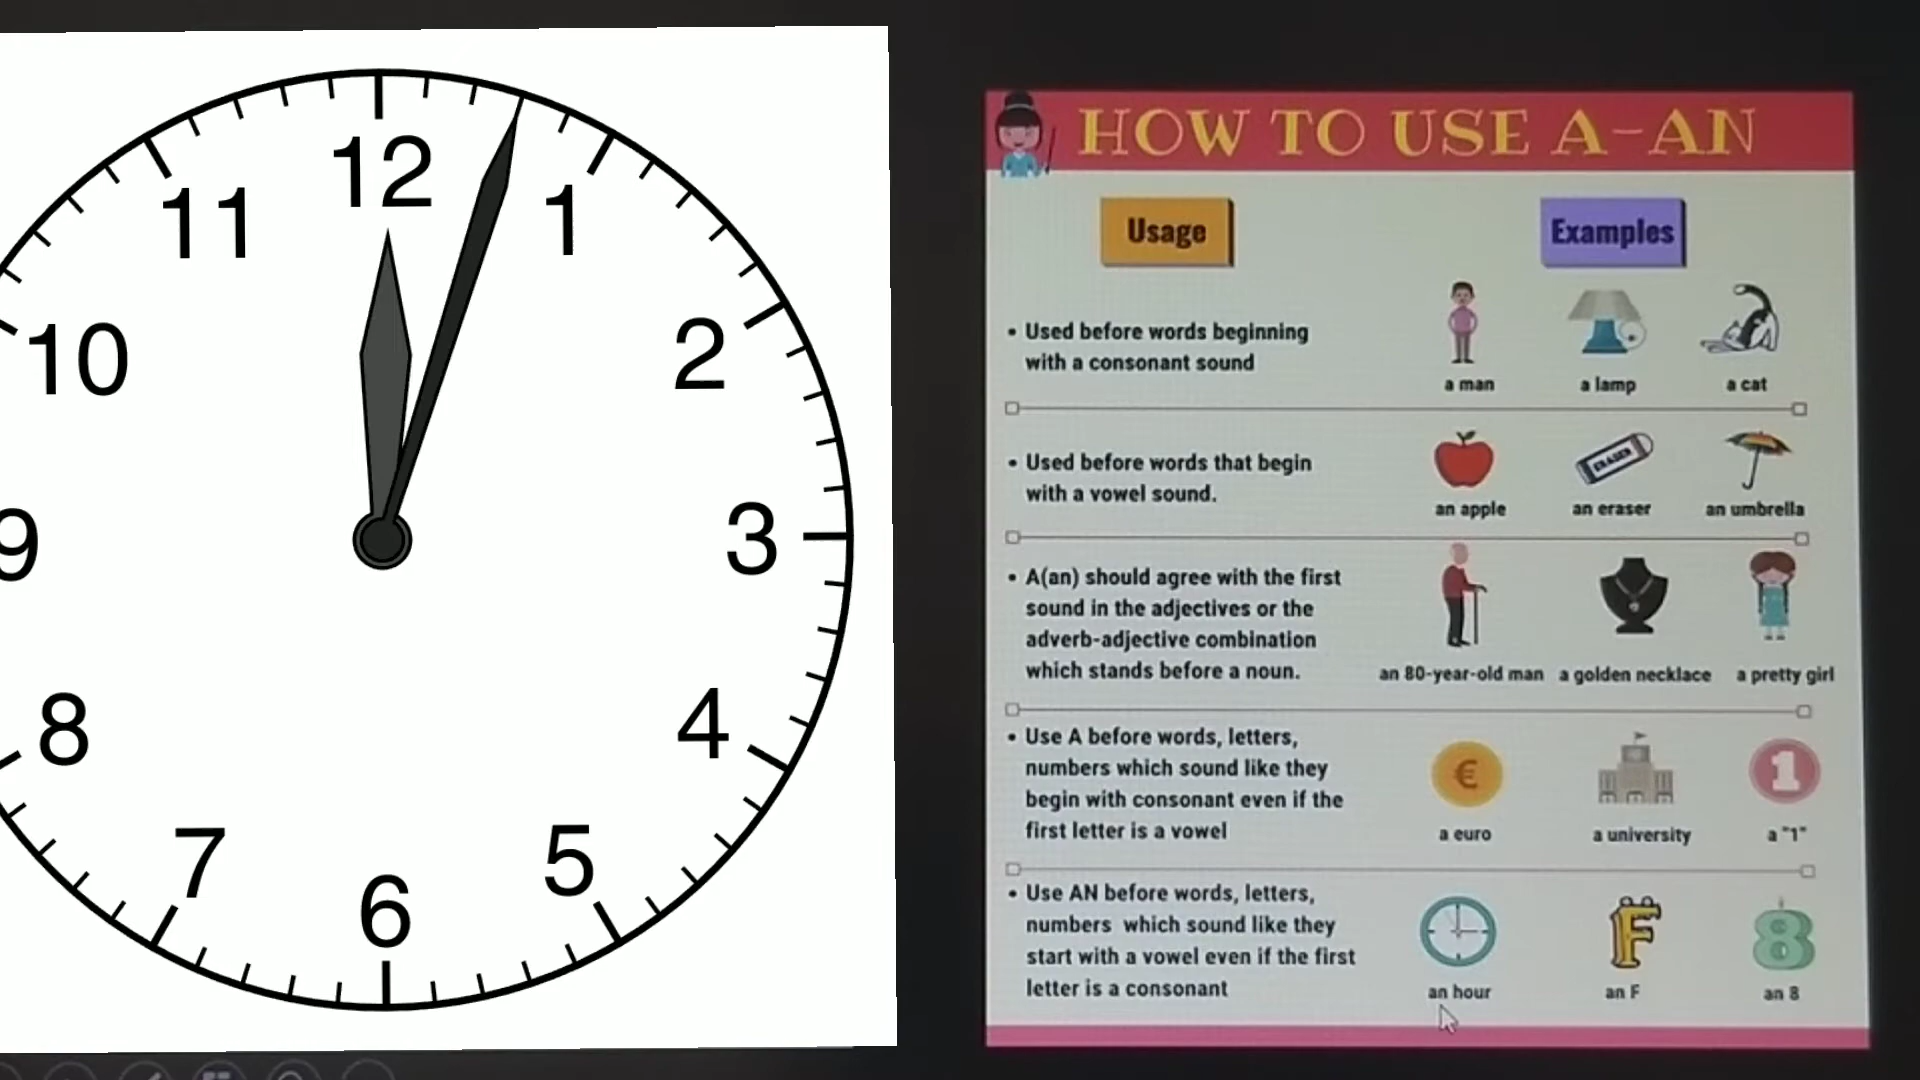 12
11
1
10
2
9
3
8
4
7
5
6
HOW TO USE A-AN
Usage
Examples
• Used before words beginning
with a consonant sound
a man
a lamp
a cat
• Used before words that begin
with a vowel sound.
ERASER
an apple
an eraser
an umbrella
• A(an) should agree with the first
sound in the adjectives or the
adverb-adjective combination
which stands before a noun.
an 80-year-old man
a golden necklace
a pretty girl
• Use A before words, letters,
numbers which sound like they
begin with consonant even if the
first letter is a vowel
€
1
a euro
a university
a "1"
• Use AN before words, letters,
numbers which sound like they
start with a vowel even if the first
letter is a consonant
F
8
an hour
an F
an 8